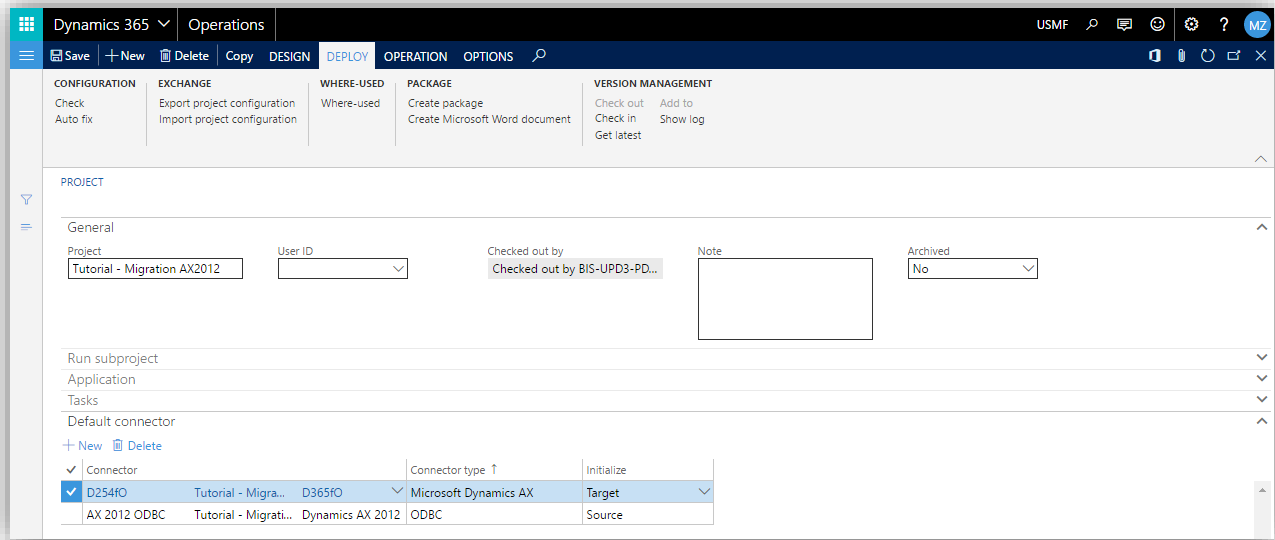 Dynamics 365 Operations USMF ? MZ
Save New Delete Copy DESIGN DEPLOY OPERATION OPTIONS
CONFIGURATION EXCHANGE WHERE-USED PACKAGE VERSION MANAGEMENT
Check Export project configuration Where-used Create package Check out Add to
Auto fix Import project configuration Create Microsoft Word document Check in Show log
Get latest
PROJECT
General
Project User ID Checked out by Note Archived
Tutorial - Migration AX2012 Checked out by BIS-UPD3-PD... No
Run subproject
Application
Tasks
Default connector
New Delete
Connector Connector type Initialize
D254fO Tutorial - Migra... D365fO Microsoft Dynamics AX Target
AX 2012 ODBC Tutorial - Migrati... Dynamics AX 2012 ODBC Source